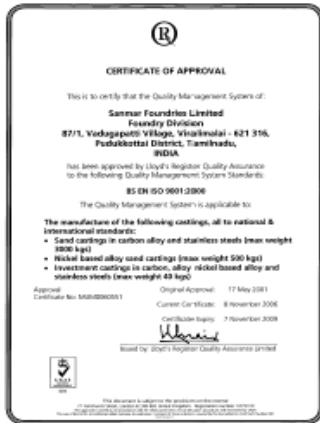 R
CERTIFICATE OF APPROVAL
This is to certify that the Quality Management System of:
Sanmar Foundries Limited
Foundry Division
87/1, Vadugapatti Village, Viralimalai - 621 316,
Pudukkottai District, Tamilnadu,
INDIA
has been approved by Lloyd's Register Quality Assurance
to the following Quality Management System Standards:
BS EN ISO 9001:2000
The Quality Management System is applicable to:
The manufacture of the following castings, all to national &
international standards:
• Sand castings in carbon alloy and stainless steels (max weight
3000 kgs)
• Nickel based alloy sand castings (max weight 500 kgs)
• Investment castings in carbon, alloy nickel based alloy and
stainless steels (max weight 40 kgs)
Approval
Certificate No:
Original Approval: 17 May 2001
Current Certificate: 8 November 2006
Certificate Expiry: 7 November 2009
Issued by: Lloyd's Register Quality Assurance Limited